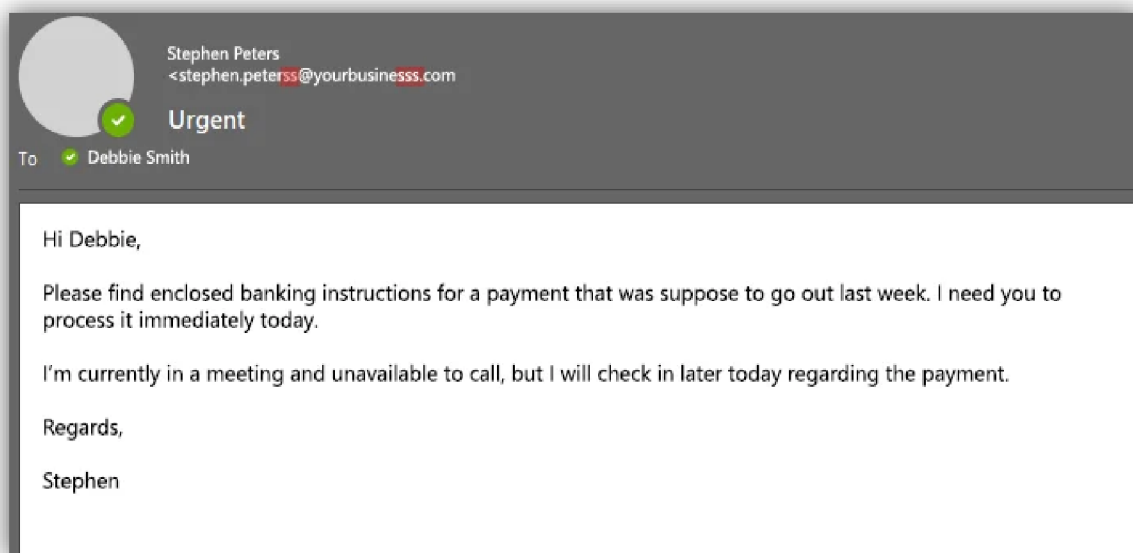 Stephen Peters
<stephen.peterss@yourbusinesss.com
Urgent
To Debbie Smith
Hi Debbie,
Please find enclosed banking instructions for a payment that was suppose to go out last week. I need you to
process it immediately today.
I'm currently in a meeting and unavailable to call, but I will check in later today regarding the payment.
Regards,
Stephen